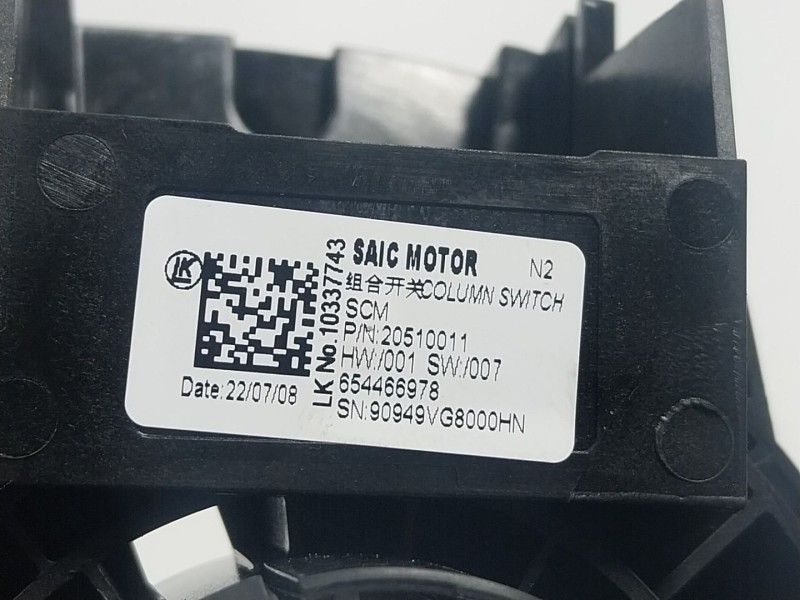 SAIC MOTOR N2
组合开关COLUMN SWITCH
SCM
P/N:20510011
HW:/001 SW:/007
654466978
SN:90949VG8000HN
LK No.10337743
LK
Date:22/07/08